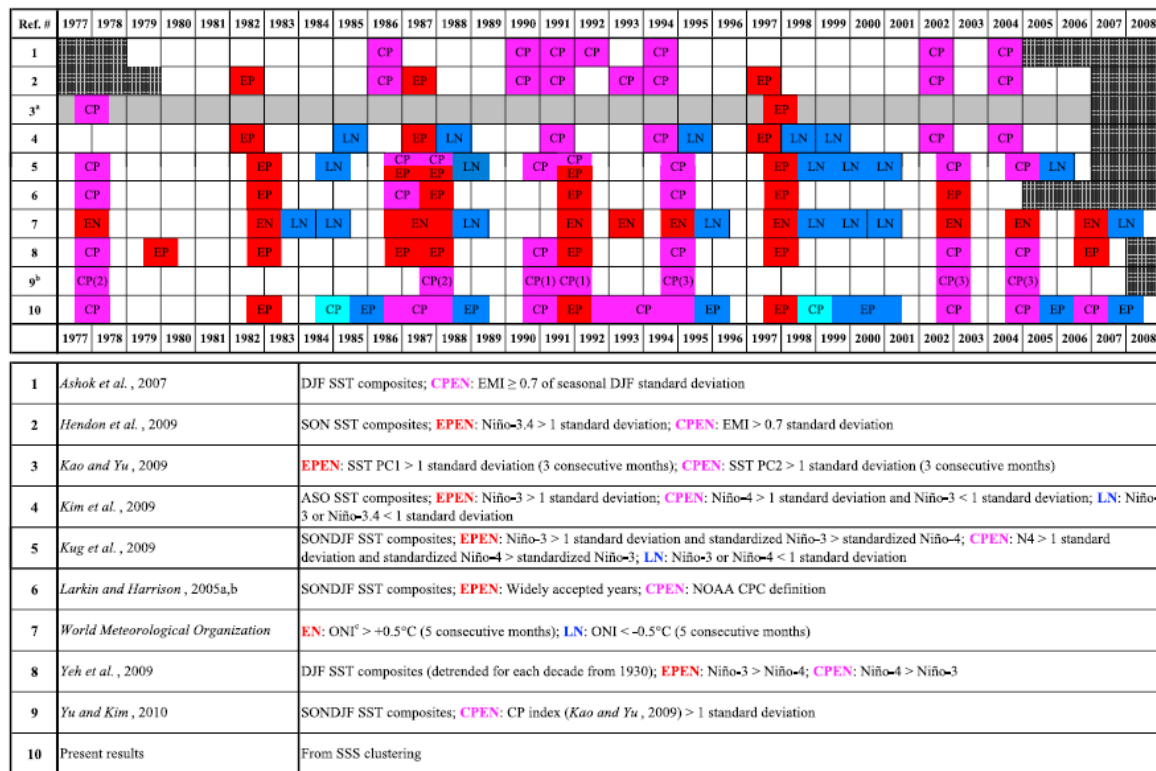 Ref. # 1977 1978 1979 1980 1981 1982 1983 1984 1985 1986 1987 1988 1989 1990 1991 1992 1993 1994 1995 1996 1997 1998 1999 2000 2001 2002 2003 2004 2005 2006 2007 2008
1 CP CP CP CP CP CP CP
2 EP CP EP CP CP CP CP EP CP CP
3ᵃ CP EP
4 EP LN EP LN CP CP LN EP LN LN CP CP
5 CP EP LN CP CP LN CP CP CP EP LN LN LN CP CP LN
EP EP EP
6 CP EP CP EP EP CP EP EP
7 EN EN LN LN EN LN EN EN EN LN EN LN LN LN EN EN EN LN
8 CP EP EP EP EP CP EP CP EP CP CP EP
9ᵇ CP(2) CP(2) CP(1) CP(1) CP(3) CP(3) CP(3)
10 CP EP CP EP CP EP CP EP CP EP EP CP EP CP CP EP CP EP
1977 1978 1979 1980 1981 1982 1983 1984 1985 1986 1987 1988 1989 1990 1991 1992 1993 1994 1995 1996 1997 1998 1999 2000 2001 2002 2003 2004 2005 2006 2007 2008
1 Ashok et al. , 2007 DJF SST composites; CPEN: EMI ≥ 0.7 of seasonal DJF standard deviation
2 Hendon et al. , 2009 SON SST composites; EPEN: Niño-3.4 > 1 standard deviation; CPEN: EMI > 0.7 standard deviation
3 Kao and Yu , 2009 EPEN: SST PC1 > 1 standard deviation (3 consecutive months); CPEN: SST PC2 > 1 standard deviation (3 consecutive months)
4 Kim et al. , 2009 ASO SST composites; EPEN: Niño-3 > 1 standard deviation; CPEN: Niño-4 > 1 standard deviation and Niño-3 < 1 standard deviation; LN: Niño-
3 or Niño-3.4 < 1 standard deviation
5 Kug et al. , 2009 SONDJF SST composites; EPEN: Niño-3 > 1 standard deviation and standardized Niño-3 > standardized Niño-4; CPEN: N4 > 1 standard
deviation and standardized Niño-4 > standardized Niño-3; LN: Niño-3 or Niño-4 < 1 standard deviation
6 Larkin and Harrison , 2005a,b SONDJF SST composites; EPEN: Widely accepted years; CPEN: NOAA CPC definition
7 World Meteorological Organization EN: ONIᶜ > +0.5°C (5 consecutive months); LN: ONI < -0.5°C (5 consecutive months)
8 Yeh et al. , 2009 DJF SST composites (detrended for each decade from 1930); EPEN: Niño-3 > Niño-4; CPEN: Niño-4 > Niño-3
9 Yu and Kim , 2010 SONDJF SST composites; CPEN: CP index (Kao and Yu , 2009) > 1 standard deviation
10 Present results From SSS clustering